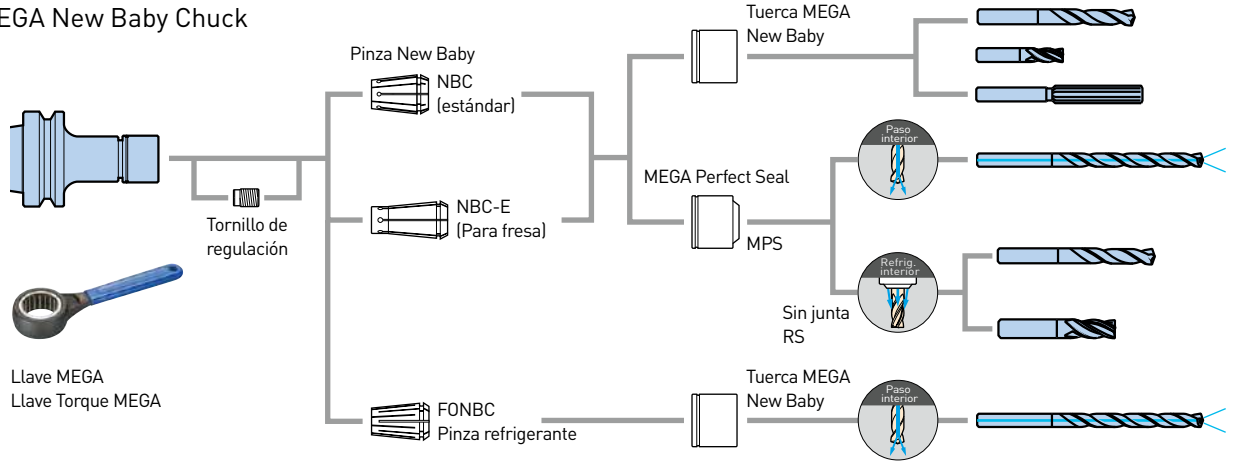 EGA New Baby Chuck
Pinza New Baby
NBC
(estándar)
NBC-E
(Para fresa)
Tornillo de
regulación
Llave MEGA
Llave Torque MEGA
FONBC
Pinza refrigerante
Tuerca MEGA
New Baby
MEGA Perfect Seal
MPS
Paso
interior
Refrig.
interior
Sin junta
RS
Tuerca MEGA
New Baby
Paso
interior